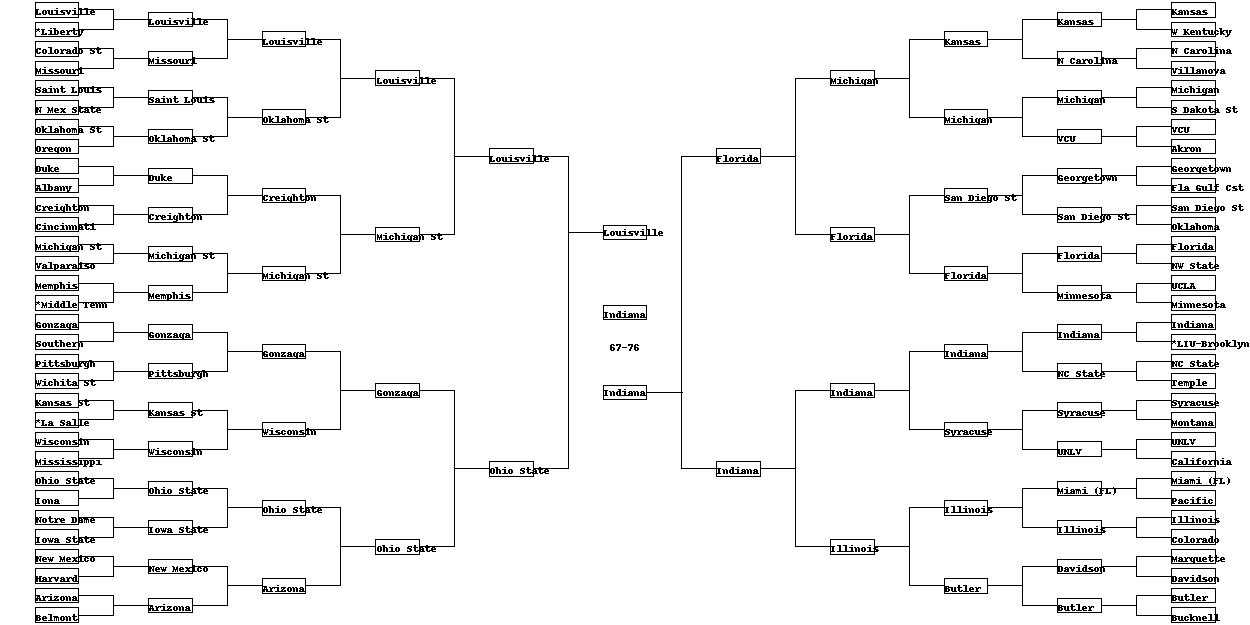 Louisville
*Liberty
Colorado St
Missouri
Saint Louis
N Mex State
Oklahoma St
Oregon
Duke
Albany
Creighton
Cincinnati
Michigan St
Valparaiso
Memphis
*Middle Tenn
Gonzaga
Southern
Pittsburgh
Wichita St
Kansas St
*La Salle
Wisconsin
Mississippi
Ohio State
Iona
Notre Dame
Iowa State
New Mexico
Harvard
Arizona
Belmont
Louisville
Missouri
Saint Louis
Oklahoma St
Duke
Creighton
Michigan St
Memphis
Gonzaga
Pittsburgh
Kansas St
Wisconsin
Ohio State
Iowa State
New Mexico
Arizona
Louisville
Oklahoma St
Creighton
Michigan St
Gonzaga
Wisconsin
Ohio State
Arizona
Louisville
Michigan St
Gonzaga
Ohio State
Louisville
Ohio State
Louisville
Indiana
67-76
Indiana
Florida
Indiana
Michigan
Florida
Indiana
Illinois
Kansas
Michigan
San Diego St
Florida
Indiana
Syracuse
Illinois
Butler
Kansas
N Carolina
Michigan
VCU
Georgetown
San Diego St
Florida
Minnesota
Indiana
NC State
Syracuse
UNLV
Miami (FL)
Illinois
Davidson
Butler
Kansas
W Kentucky
N Carolina
Villanova
Michigan
S Dakota St
VCU
Akron
Georgetown
Fla Gulf Cst
San Diego St
Oklahoma
Florida
NW State
UCLA
Minnesota
Indiana
*LIU-Brooklyn
NC State
Temple
Syracuse
Montana
UNLV
California
Miami (FL)
Pacific
Illinois
Colorado
Marquette
Davidson
Butler
Bucknell